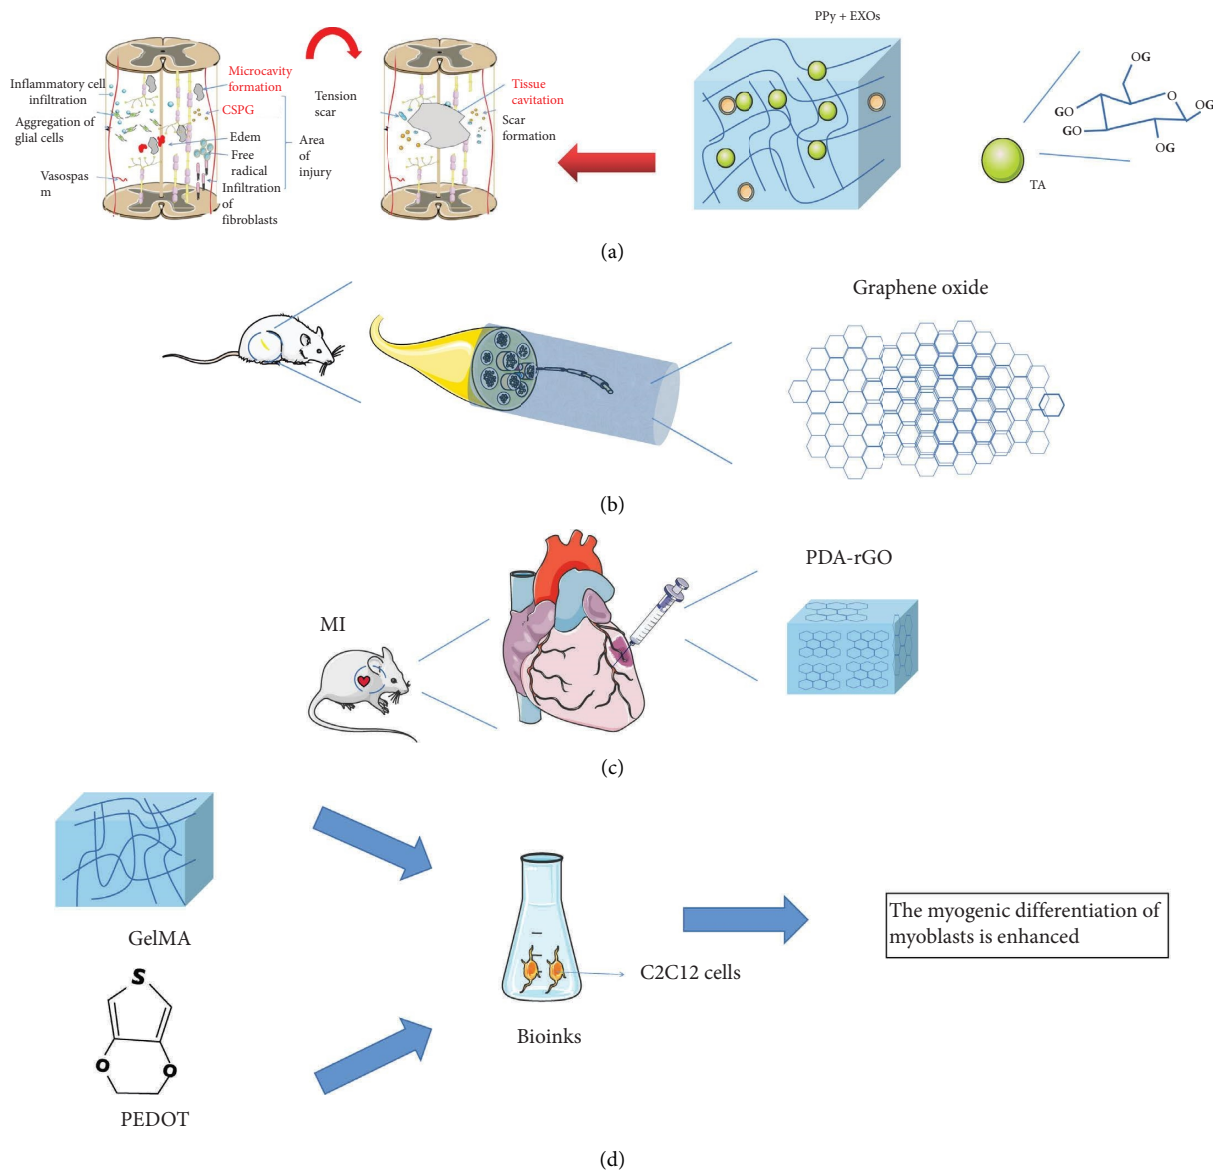 PPy + EXOs
Inflammatory cell
infiltration
Aggregation of
glial cells
Vasospas
m
Microcavity
formation
CSPG
Edem
Free
radical
Infiltration
of
fibroblasts
Area
of
injury
Tension
scar
Tissue
cavitation
Scar formation
OG
O
GO
GO
OG
OG
TA
(a)
Graphene oxide
(b)
MI
PDA-rGO
(c)
GelMA
S
O
O
PEDOT
C2C12 cells
Bioinks
The myogenic differentiation of
myoblasts is enhanced
(d)